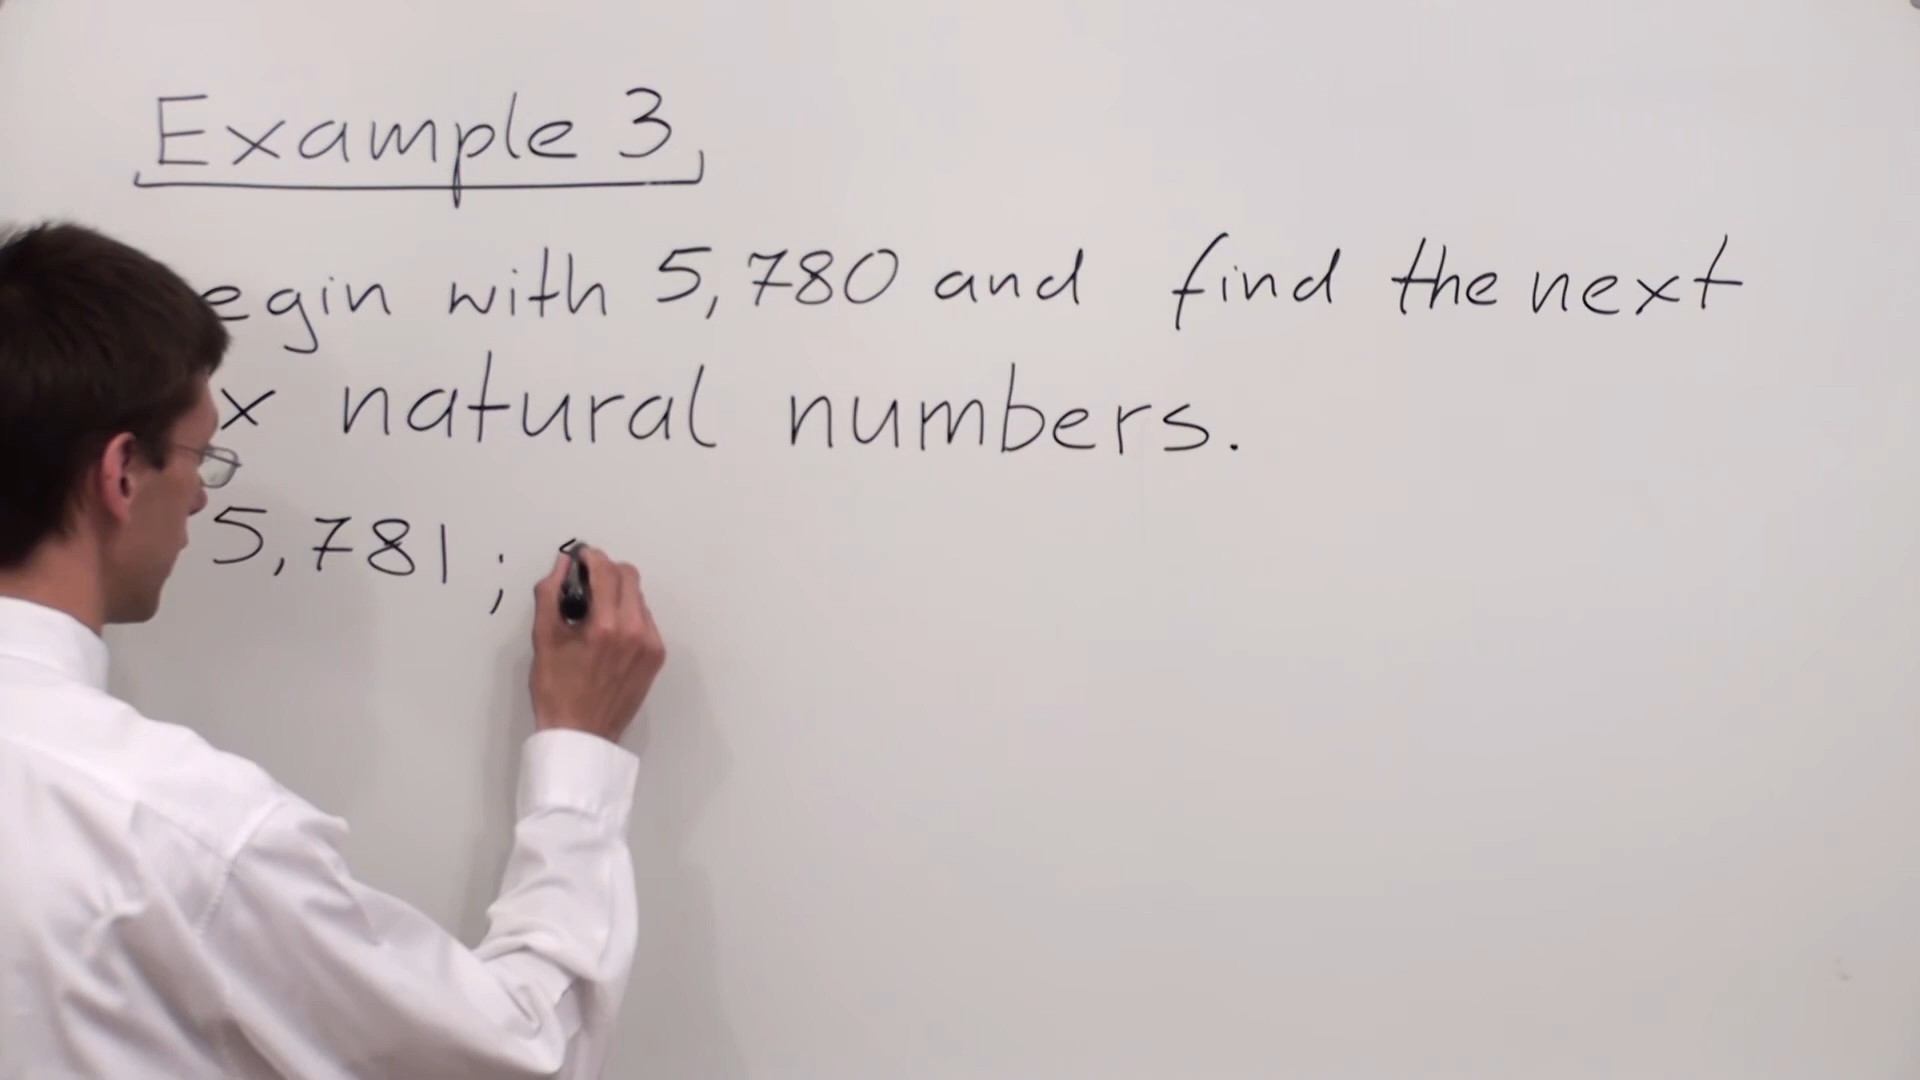 Example 3
egin with 5,780 and find the next
x natural numbers.
5,781;